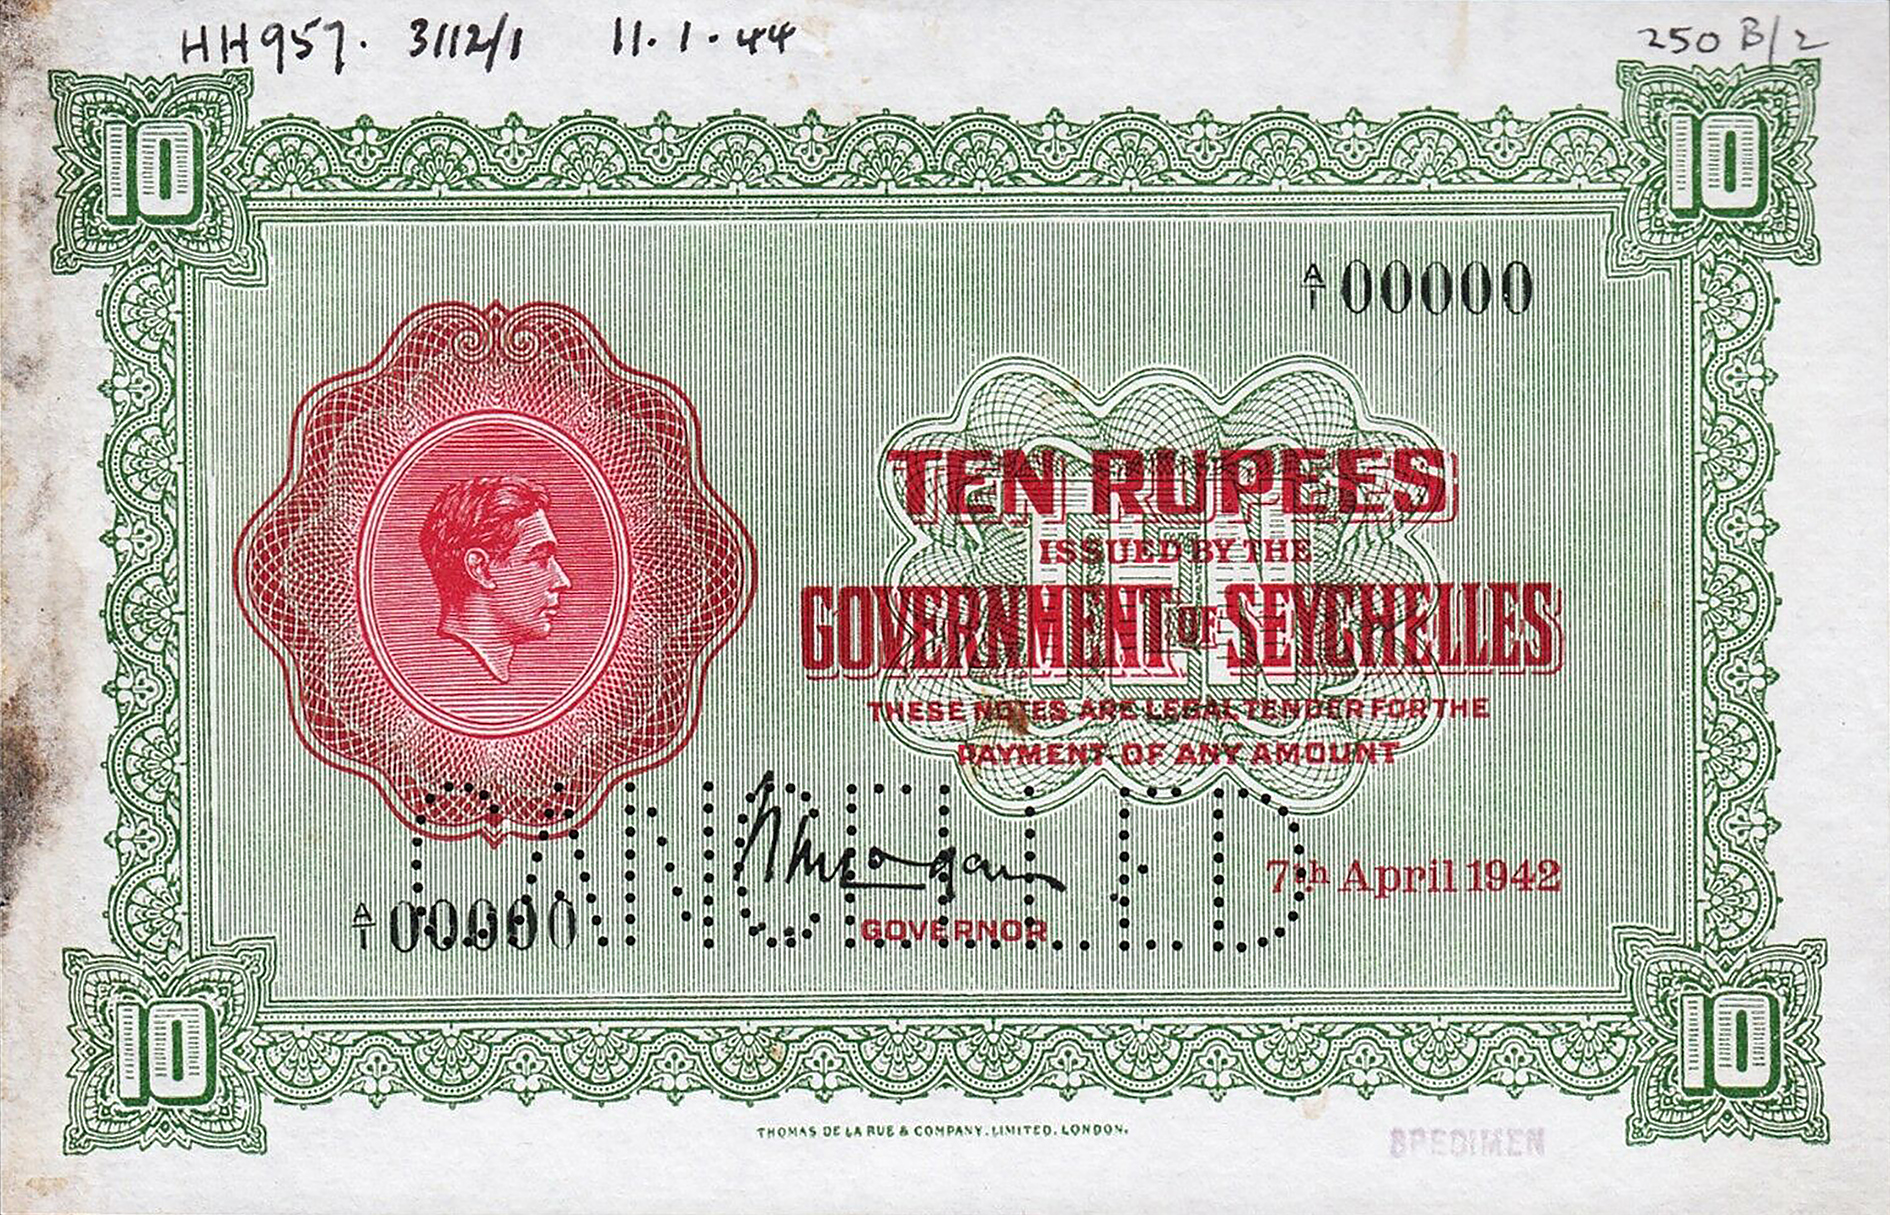 HH957. 3112/1 11.1.44 250 B/2
10 10
A/1 00000
TEN RUPEES
ISSUED BY THE
TEN
GOVERNMENT OF SEYCHELLES
THESE NOTES ARE LEGAL TENDER FOR THE
PAYMENT OF ANY AMOUNT
CANCELLED
7th April 1942
A/1 00000
GOVERNOR
10 10
THOMAS DE LA RUE & COMPANY, LIMITED, LONDON.
SPECIMEN